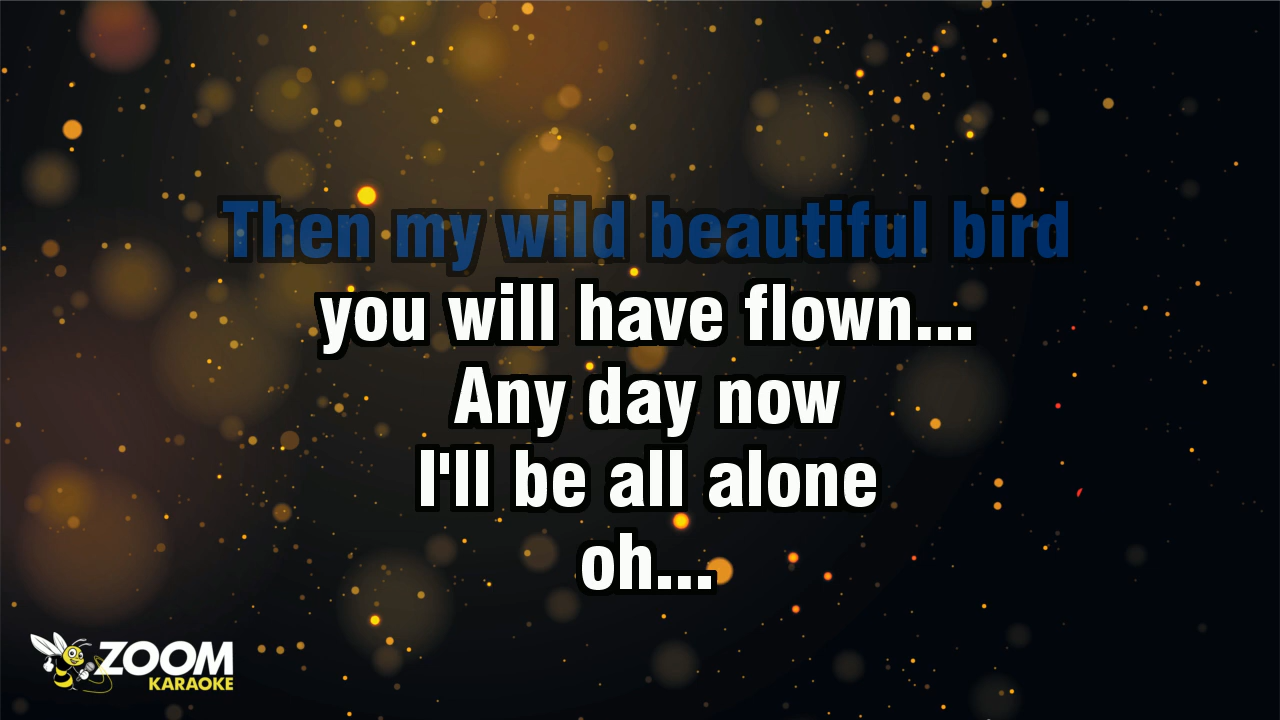 Then my wild beautiful bird
you will have flown...
Any day now
I'll be all alone
oh...
ZOOM
KARAOKE